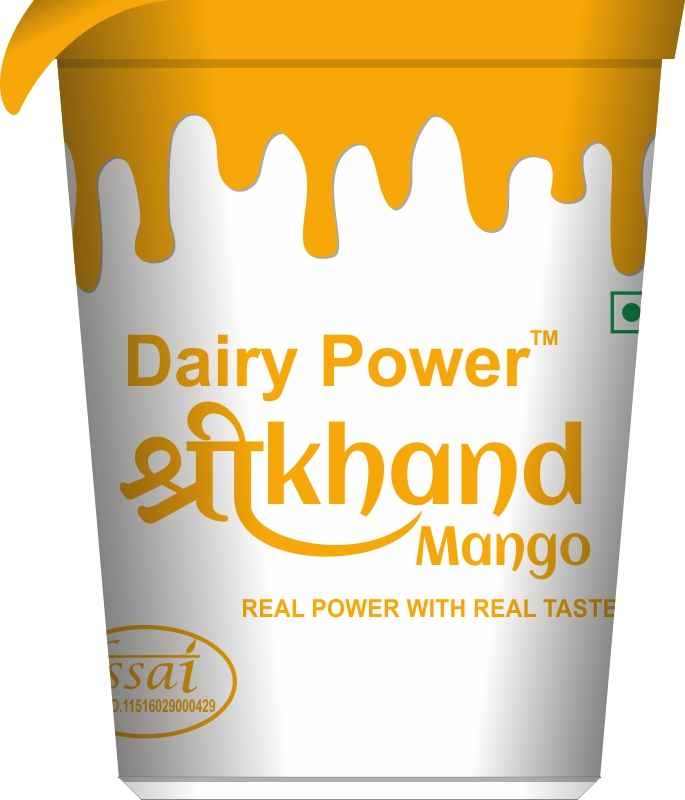 Dairy Power™
श्रीkhand
Mango
REAL POWER WITH REAL TASTE
ssai
O.11516029000429